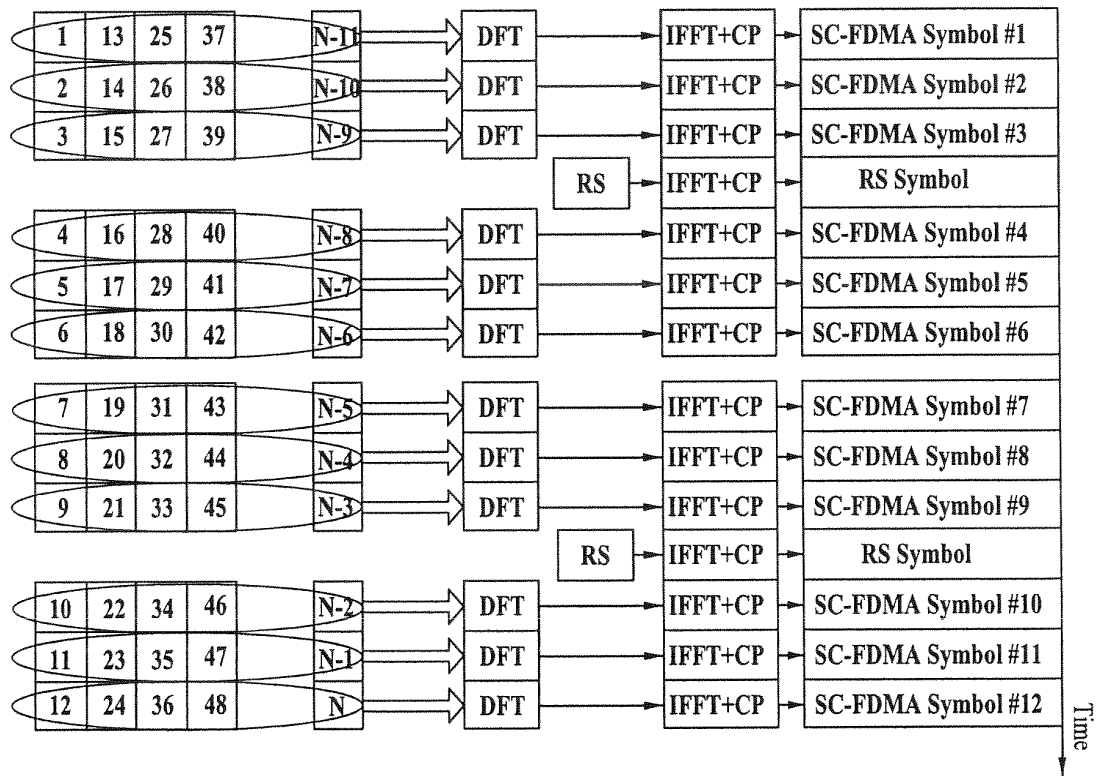 1 13 25 37 N-11 DFT IFFT+CP SC-FDMA Symbol #1
2 14 26 38 N-10 DFT IFFT+CP SC-FDMA Symbol #2
3 15 27 39 N-9 DFT IFFT+CP SC-FDMA Symbol #3
RS IFFT+CP RS Symbol
4 16 28 40 N-8 DFT IFFT+CP SC-FDMA Symbol #4
5 17 29 41 N-7 DFT IFFT+CP SC-FDMA Symbol #5
6 18 30 42 N-6 DFT IFFT+CP SC-FDMA Symbol #6
7 19 31 43 N-5 DFT IFFT+CP SC-FDMA Symbol #7
8 20 32 44 N-4 DFT IFFT+CP SC-FDMA Symbol #8
9 21 33 45 N-3 DFT IFFT+CP SC-FDMA Symbol #9
RS IFFT+CP RS Symbol
10 22 34 46 N-2 DFT IFFT+CP SC-FDMA Symbol #10
11 23 35 47 N-1 DFT IFFT+CP SC-FDMA Symbol #11
12 24 36 48 N DFT IFFT+CP SC-FDMA Symbol #12
Time